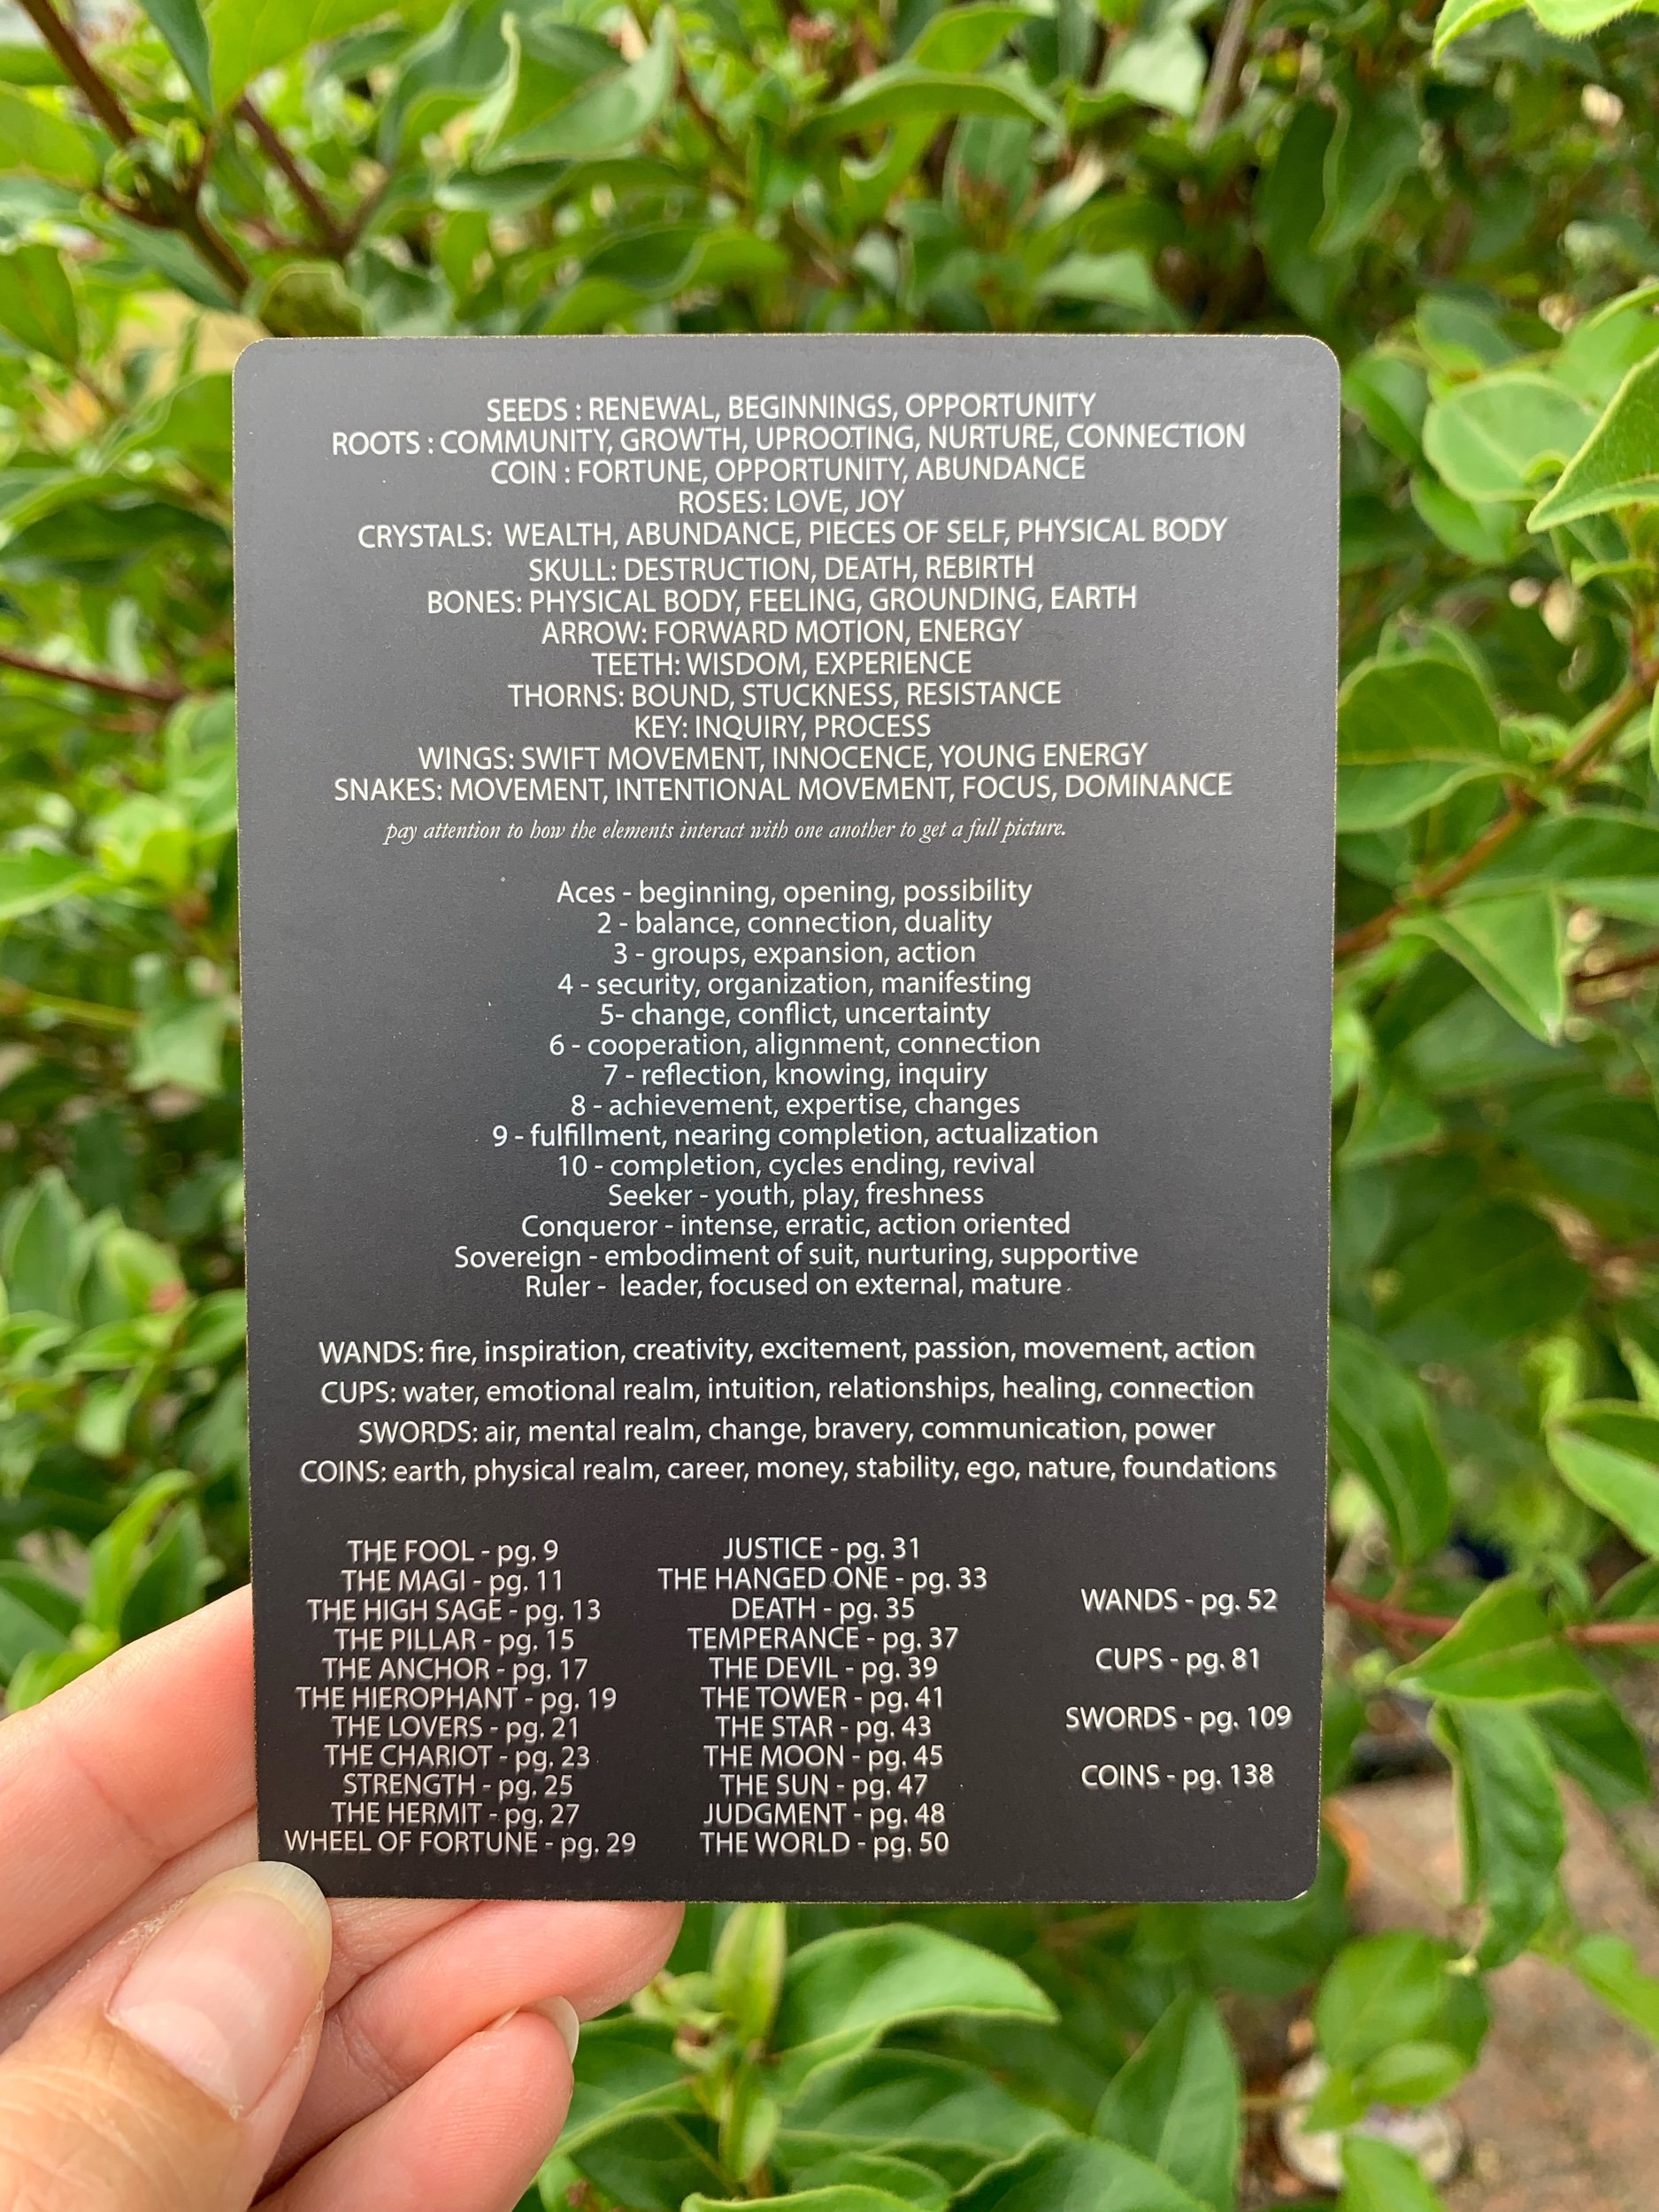 SEEDS : RENEWAL, BEGINNINGS, OPPORTUNITY
ROOTS : COMMUNITY, GROWTH, UPROOTING, NURTURE, CONNECTION
COIN : FORTUNE, OPPORTUNITY, ABUNDANCE
ROSES: LOVE, JOY
CRYSTALS: WEALTH, ABUNDANCE, PIECES OF SELF, PHYSICAL BODY
SKULL: DESTRUCTION, DEATH, REBIRTH
BONES: PHYSICAL BODY, FEELING, GROUNDING, EARTH
ARROW: FORWARD MOTION, ENERGY
TEETH: WISDOM, EXPERIENCE
THORNS: BOUND, STUCKNESS, RESISTANCE
KEY: INQUIRY, PROCESS
WINGS: SWIFT MOVEMENT, INNOCENCE, YOUNG ENERGY
SNAKES: MOVEMENT, INTENTIONAL MOVEMENT, FOCUS, DOMINANCE
pay attention to how the elements interact with one another to get a full picture.
Aces - beginning, opening, possibility
2 - balance, connection, duality
3 - groups, expansion, action
4 - security, organization, manifesting
5- change, conflict, uncertainty
6 - cooperation, alignment, connection
7 - reflection, knowing, inquiry
8 - achievement, expertise, changes
9 - fulfillment, nearing completion, actualization
10 - completion, cycles ending, revival
Seeker - youth, play, freshness
Conqueror - intense, erratic, action oriented
Sovereign - embodiment of suit, nurturing, supportive
Ruler - leader, focused on external, mature
WANDS: fire, inspiration, creativity, excitement, passion, movement, action
CUPS: water, emotional realm, intuition, relationships, healing, connection
SWORDS: air, mental realm, change, bravery, communication, power
COINS: earth, physical realm, career, money, stability, ego, nature, foundations
THE FOOL - pg. 9
THE MAGI - pg. 11
THE HIGH SAGE - pg. 13
THE PILLAR - pg. 15
THE ANCHOR - pg. 17
THE HIEROPHANT - pg. 19
THE LOVERS - pg. 21
THE CHARIOT - pg. 23
STRENGTH - pg. 25
THE HERMIT - pg. 27
WHEEL OF FORTUNE - pg. 29
JUSTICE - pg. 31
THE HANGED ONE - pg. 33
DEATH - pg. 35
TEMPERANCE - pg. 37
THE DEVIL - pg. 39
THE TOWER - pg. 41
THE STAR - pg. 43
THE MOON - pg. 45
THE SUN - pg. 47
JUDGMENT - pg. 48
THE WORLD - pg. 50
WANDS - pg. 52
CUPS - pg. 81
SWORDS - pg. 109
COINS - pg. 138